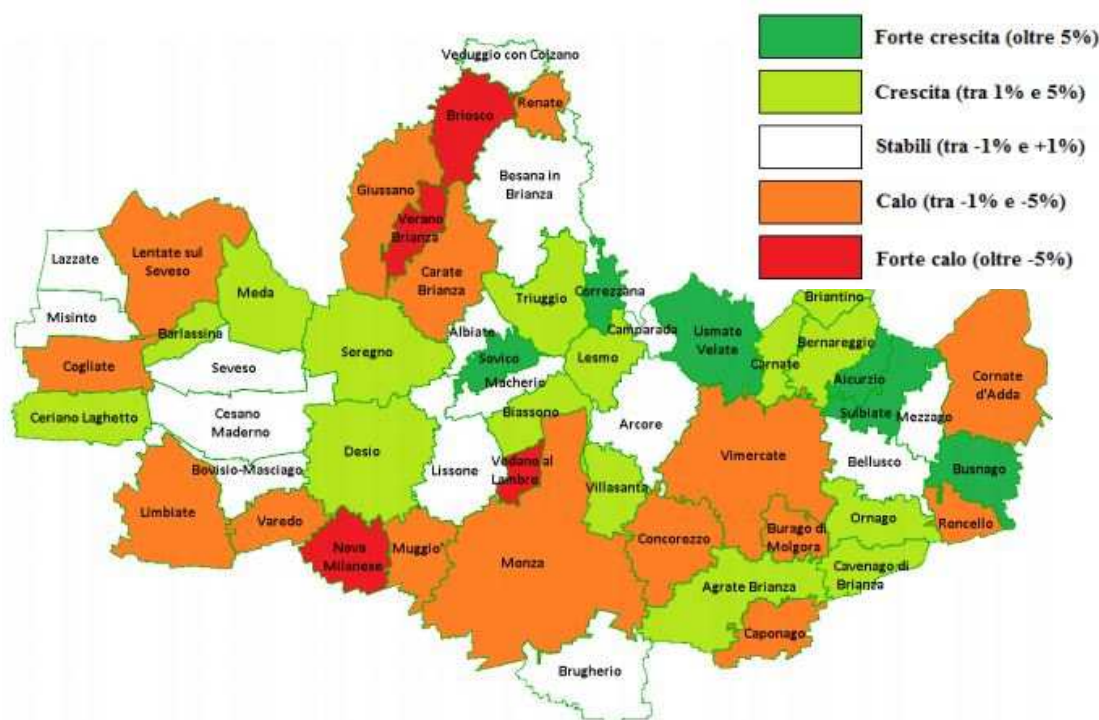 Forte crescita (oltre 5%)
Crescita (tra 1% e 5%)
Stabili (tra -1% e +1%)
Calo (tra -1% e -5%)
Forte calo (oltre -5%)
Veduggio con Colzano
Briosco
Renate
Besana in
Brianza
Giussano
Verano
Brianza
Carate
Brianza
Lazzate
Lentate sul
Seveso
Meda
Misinto
Barlassina
Cogliate
Seveso
Seregno
Ceriano Laghetto
Cesano
Maderno
Bovisio-Masciago
Desio
Limbiate
Varedo
Nova
Milanese
Muggio'
Triuggio
Correzzana
Albiate
Sovico
Macherio
Camparada
Lesmo
Biassono
Lissone
Vedano al
Lambro
Arcore
Villasanta
Monza
Brugherio
Usmate
Velate
Briantino
Bernareggio
Carnate
Aicurzio
Sulbiate
Mezzago
Cornate
d'Adda
Vimercate
Bellusco
Busnago
Roncello
Ornago
Burago di
Molgora
Concorezzo
Cavenago di
Brianza
Agrate Brianza
Caponago